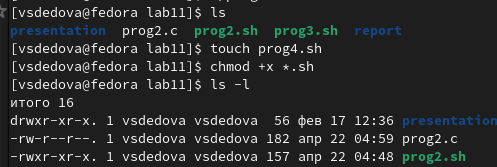 [vsdedova@fedora lab11]$ ls
presentation prog2.c prog2.sh prog3.sh report
[vsdedova@fedora lab11]$ touch prog4.sh
[vsdedova@fedora lab11]$ chmod +x *.sh
[vsdedova@fedora lab11]$ ls -l
итого 16
drwxr-xr-x. 1 vsdedova vsdedova 56 фев 17 12:36 presentation
-rw-r--r--. 1 vsdedova vsdedova 182 апр 22 04:59 prog2.c
-rwxr-xr-x. 1 vsdedova vsdedova 157 апр 22 04:48 prog2.sh